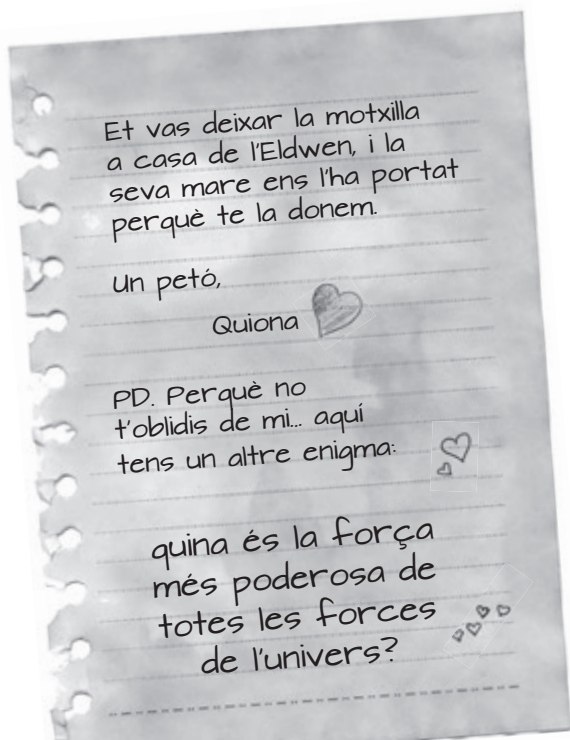 Et vas deixar la motxilla
a casa de l'Eldwen, i la
seva mare ens l'ha portat
perquè te la donem.
Un petó,
Quiona
PD. Perquè no
t'oblidis de mi... aquí
tens un altre enigma:
quina és la força
més poderosa de
totes les forces
de l'univers?